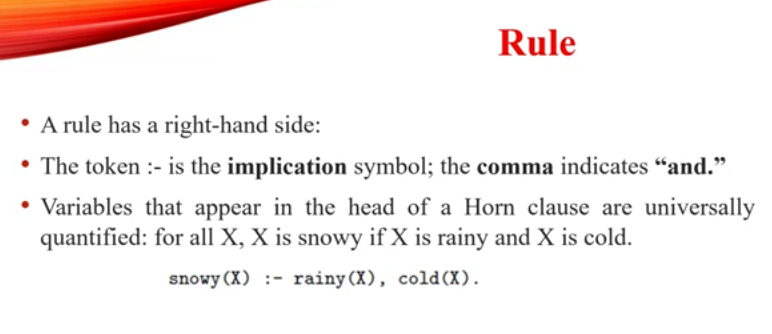 Rule
• A rule has a right-hand side:
• The token :- is the implication symbol; the comma indicates “and.”
• Variables that appear in the head of a Horn clause are universally
quantified: for all X, X is snowy if X is rainy and X is cold.
snowy(X) :- rainy(X), cold(X).